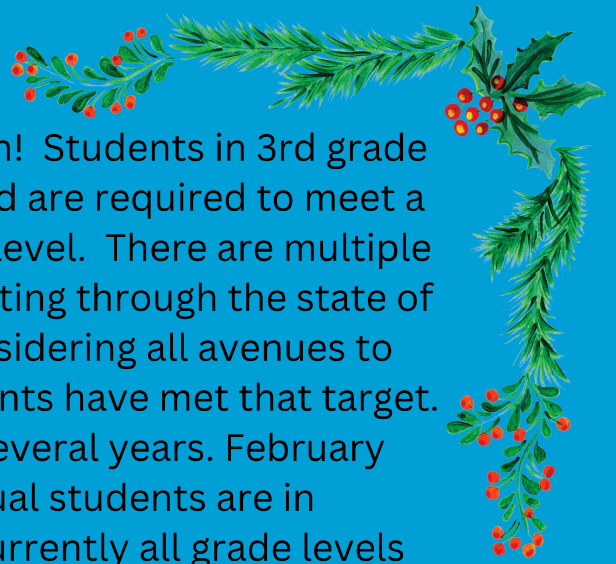 n! Students in 3rd grade
d are required to meet a
level. There are multiple
ting through the state of
sidering all avenues to
nts have met that target.
everal years. February
ual students are in
urrently all grade levels